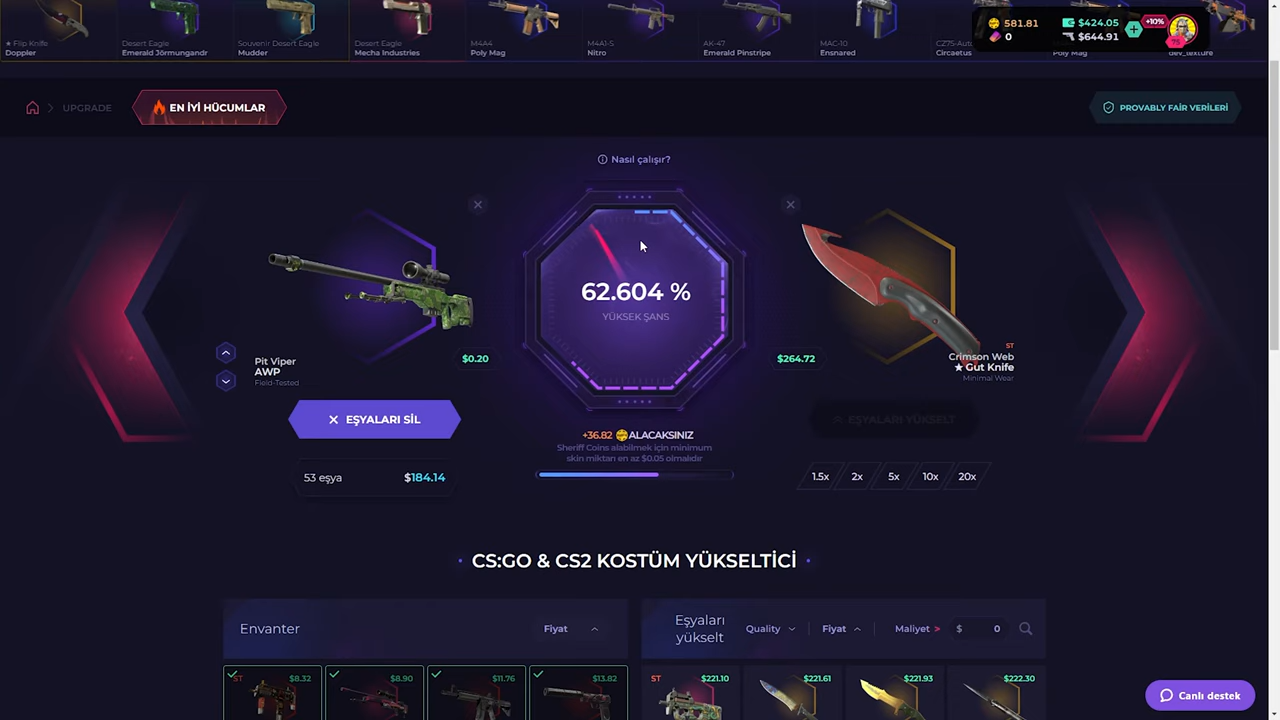 ★ Flip Knife
Doppler
Desert Eagle
Emerald Jörmungandr
Souvenir Desert Eagle
Mudder
Desert Eagle
Mecha Industries
M4A4
Poly Mag
M4A1-S
Nitro
AK-47
Emerald Pinstripe
MAC-10
Ensnared
CZ75-Auto
Circaetus
Poly Mag
dev_texture
581.81
0
$424.05
$644.91
+10%
UPGRADE
EN İYİ HÜCUMLAR
PROVABLY FAIR VERİLERİ
Nasıl çalışır?
62.604 %
YÜKSEK ŞANS
$0.20
Pit Viper
AWP
Field-Tested
$264.72
ST
Crimson Web
★ Gut Knife
Minimal Wear
EŞYALARI SİL
EŞYALARI YÜKSELT
+36.82 ALACAKSINIZ
Sheriff Coins alabilmek için minimum
skin miktarı en az $0.05 olmalıdır
53 eşya
$184.14
1.5x
2x
5x
10x
20x
CS:GO & CS2 KOSTÜM YÜKSELTİCİ
Envanter
Fiyat
Eşyaları
yükselt
Quality
Fiyat
Maliyet >
$ 0
ST
$8.32
$8.90
$11.76
$13.82
ST
$221.10
$221.61
$221.93
$222.30
Canlı destek